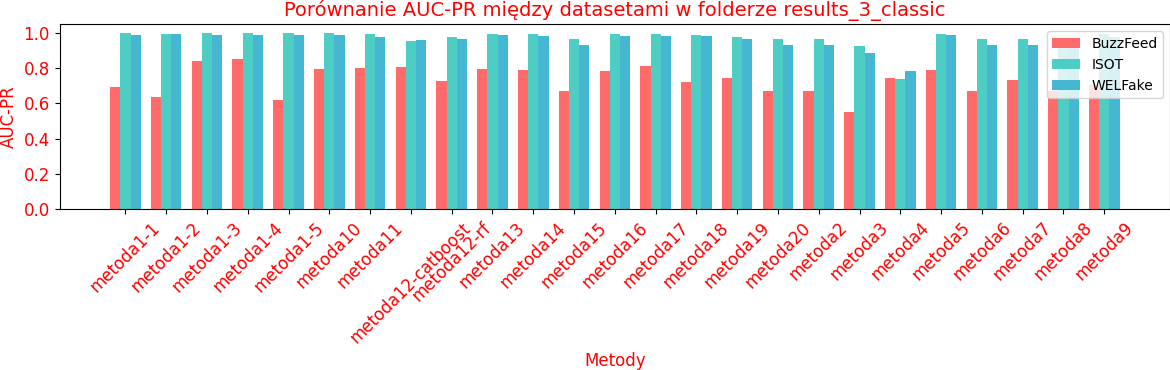 Porównanie AUC-PR między datasetami w folderze results_3_classic
AUC-PR
1.0
0.8
0.6
0.4
0.2
0.0
BuzzFeed
ISOT
WELFake
metoda1-1
metoda1-2
metoda1-3
metoda1-4
metoda1-5
metoda10
metoda11
metoda12-catboost
metoda12-rf
metoda13
metoda14
metoda15
metoda16
metoda17
metoda18
metoda19
metoda20
metoda2
metoda3
metoda4
metoda5
metoda6
metoda7
metoda8
metoda9
Metody